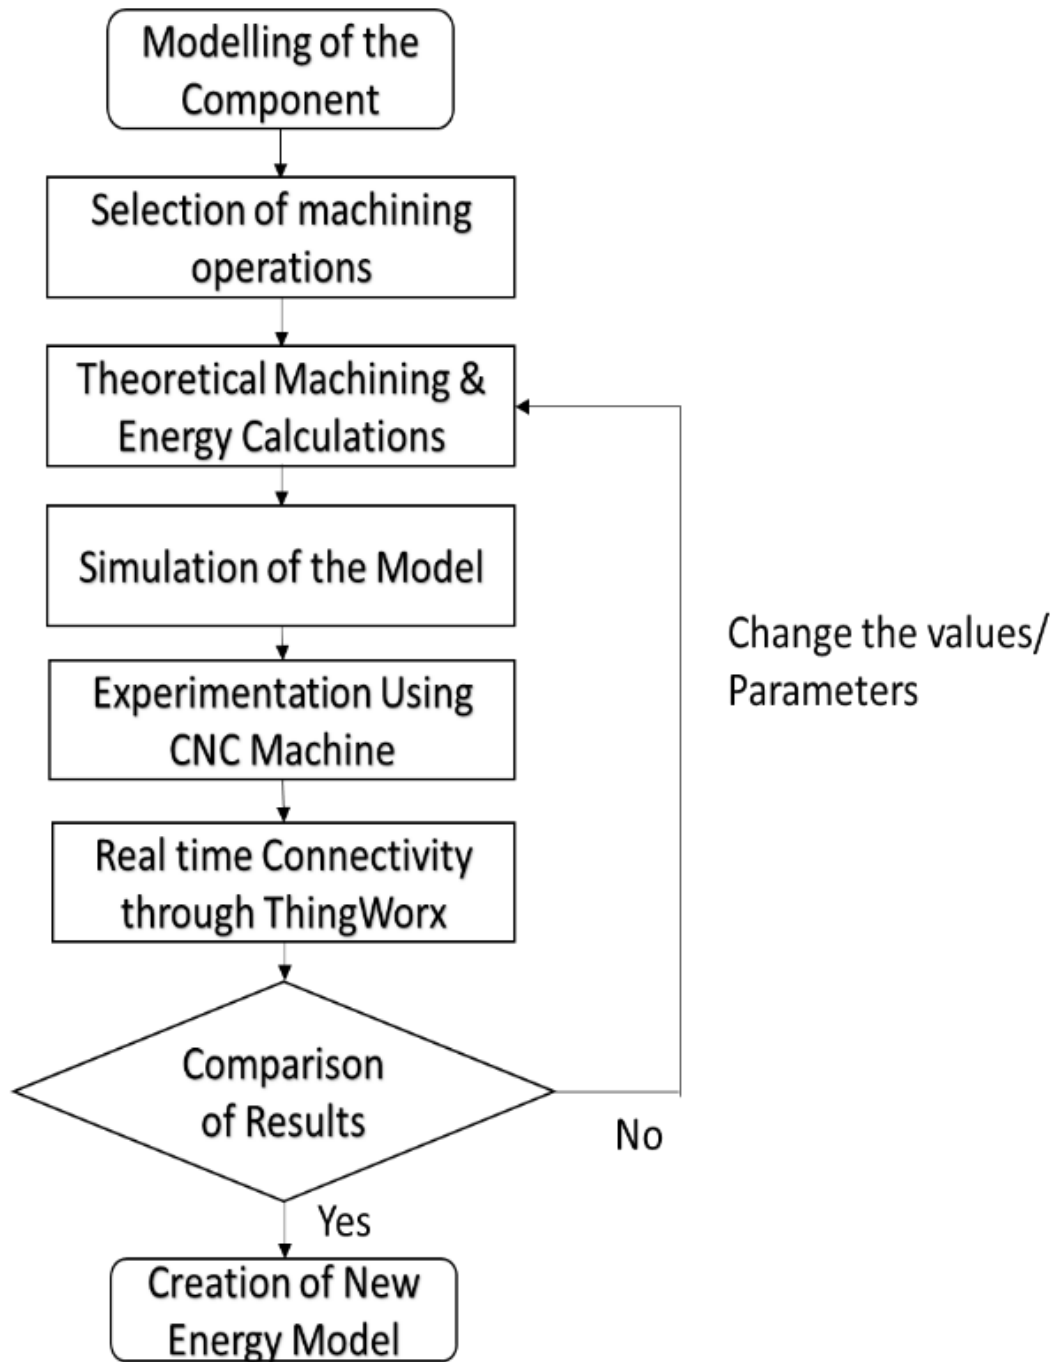 Modelling of the
Component
Selection of machining
operations
Theoretical Machining &
Energy Calculations
Simulation of the Model
Experimentation Using
CNC Machine
Real time Connectivity
through ThingWorx
Comparison
of Results
Yes
No
Change the values/
Parameters
Creation of New
Energy Model